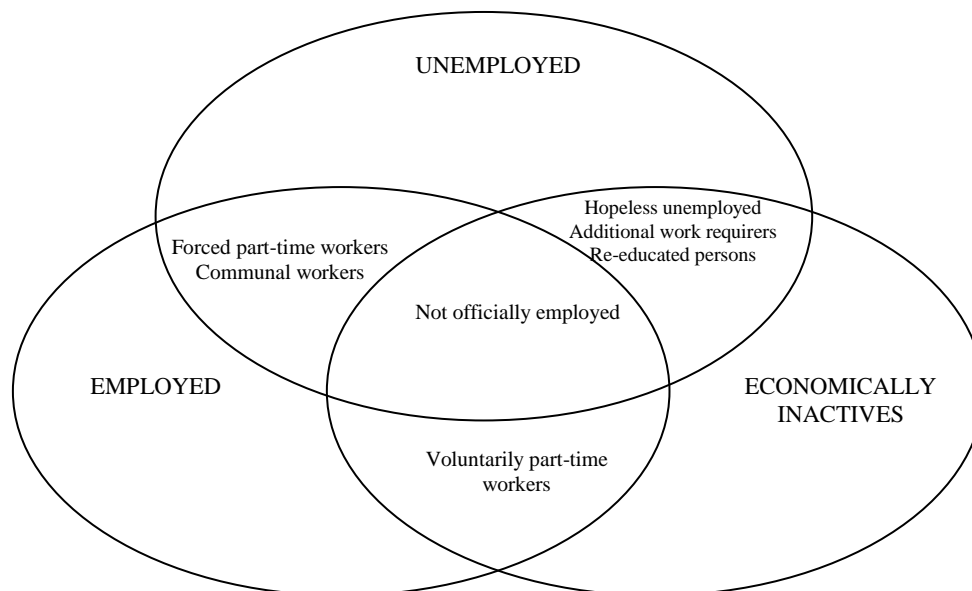 UNEMPLOYED
Hopeless unemployed
Additional work requirers
Re-educated persons
Forced part-time workers
Communal workers
Not officially employed
EMPLOYED
ECONOMICALLY
INACTIVES
Voluntarily part-time
workers